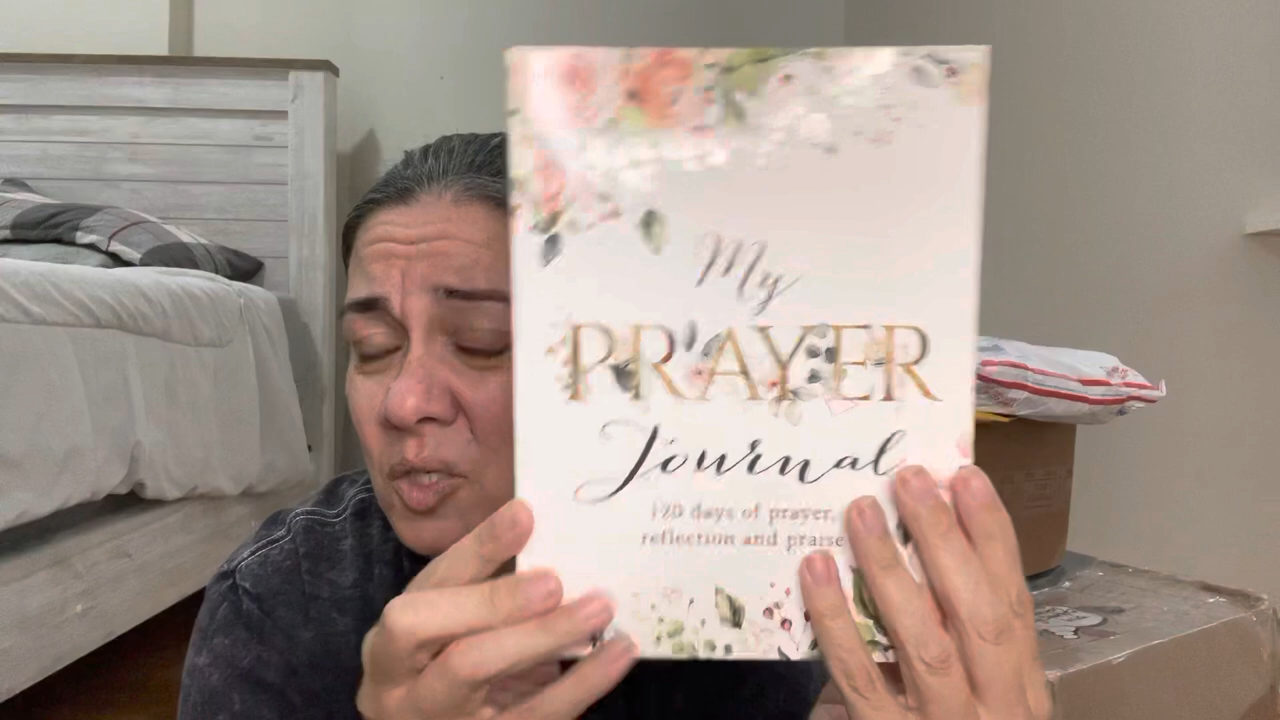 My
PRAYER
Journal
120 days of prayer,
reflection and praise